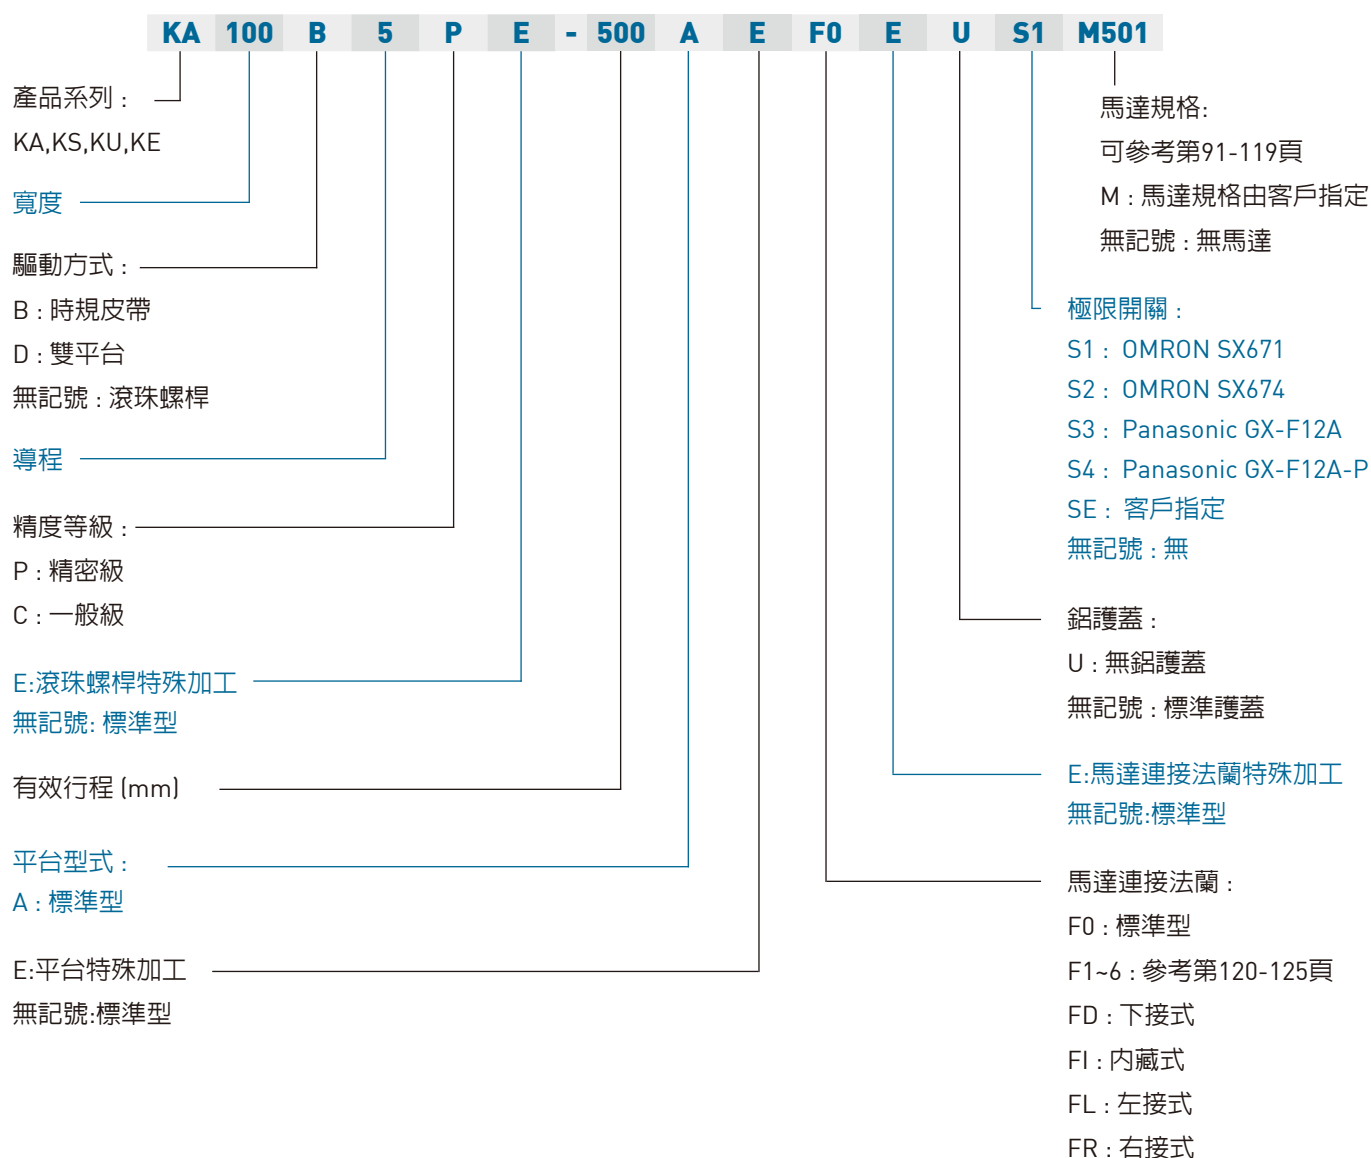 KA 100 B 5 P E - 500 A E F0 E U S1 M501
產品系列 :
KA,KS,KU,KE
寬度
驅動方式 :
B : 時規皮帶
D : 雙平台
無記號 : 滾珠螺桿
導程
精度等級 :
P : 精密級
C : 一般級
E:滾珠螺桿特殊加工
無記號: 標準型
有效行程 (mm)
平台型式 :
A : 標準型
E:平台特殊加工
無記號:標準型
馬達規格:
可參考第91-119頁
M : 馬達規格由客戶指定
無記號 : 無馬達
極限開關 :
S1 : OMRON SX671
S2 : OMRON SX674
S3 : Panasonic GX-F12A
S4 : Panasonic GX-F12A-P
SE : 客戶指定
無記號 : 無
鋁護蓋 :
U : 無鋁護蓋
無記號 : 標準護蓋
E:馬達連接法蘭特殊加工
無記號:標準型
馬達連接法蘭 :
F0 : 標準型
F1~6 : 參考第120-125頁
FD : 下接式
FI : 內藏式
FL : 左接式
FR : 右接式